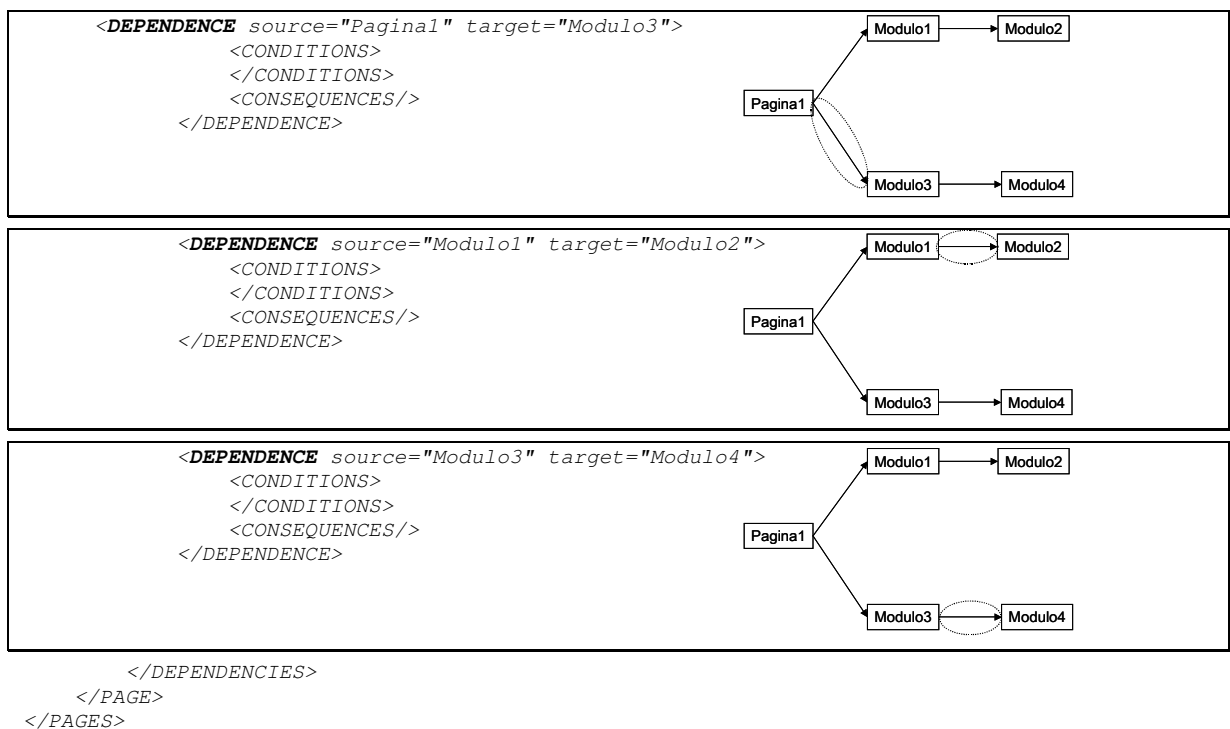 <DEPENDENCE source="Pagina1" target="Modulo3">
<CONDITIONS>
</CONDITIONS>
<CONSEQUENCES/>
</DEPENDENCE>
Modulo1 Modulo2
Pagina1
Modulo3 Modulo4
<DEPENDENCE source="Modulo1" target="Modulo2">
<CONDITIONS>
</CONDITIONS>
<CONSEQUENCES/>
</DEPENDENCE>
Modulo1 Modulo2
Pagina1
Modulo3 Modulo4
<DEPENDENCE source="Modulo3" target="Modulo4">
<CONDITIONS>
</CONDITIONS>
<CONSEQUENCES/>
</DEPENDENCE>
Modulo1 Modulo2
Pagina1
Modulo3 Modulo4
</DEPENDENCIES>
</PAGE>
</PAGES>